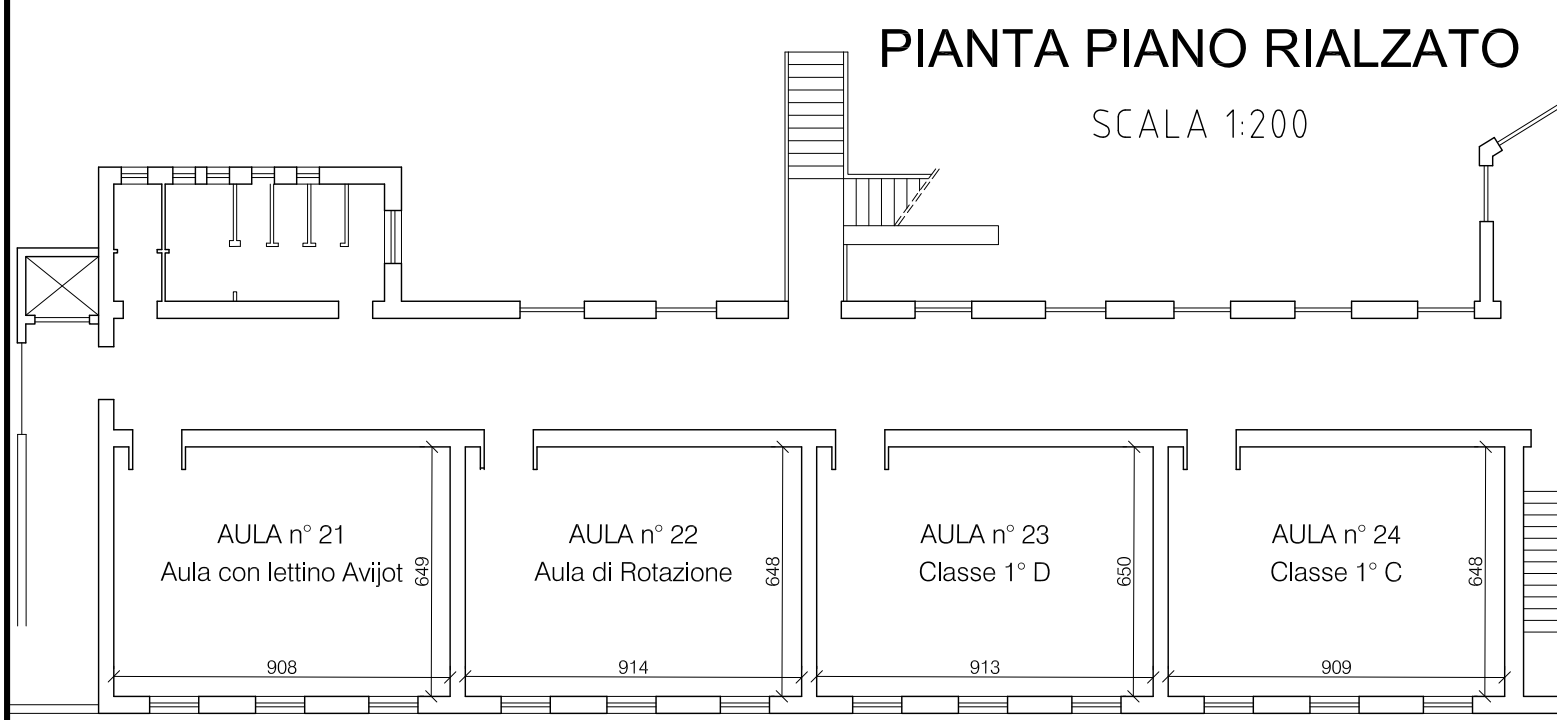 PIANTA PIANO RIALZATO
SCALA 1:200
AULA n° 21
Aula con lettino Avijot
649
908
AULA n° 22
Aula di Rotazione
648
914
AULA n° 23
Classe 1° D
650
913
AULA n° 24
Classe 1° C
648
909